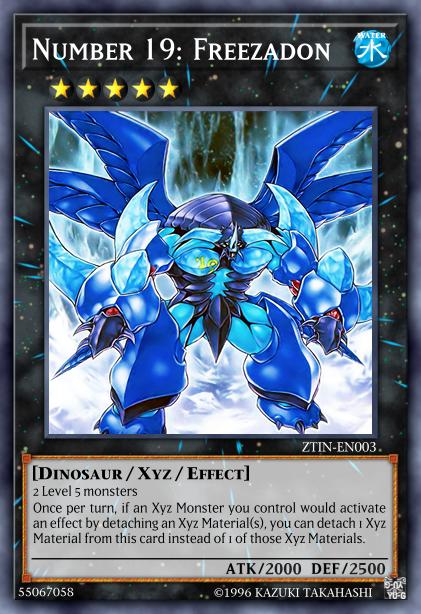 Number 19: Freezadon
WATER
水
19
ZTIN-EN003
[Dinosaur / Xyz / Effect]
2 Level 5 monsters
Once per turn, if an Xyz Monster you control would activate
an effect by detaching an Xyz Material(s), you can detach 1 Xyz
Material from this card instead of 1 of those Xyz Materials.
ATK/2000 DEF/2500
55067058
©1996 KAZUKI TAKAHASHI